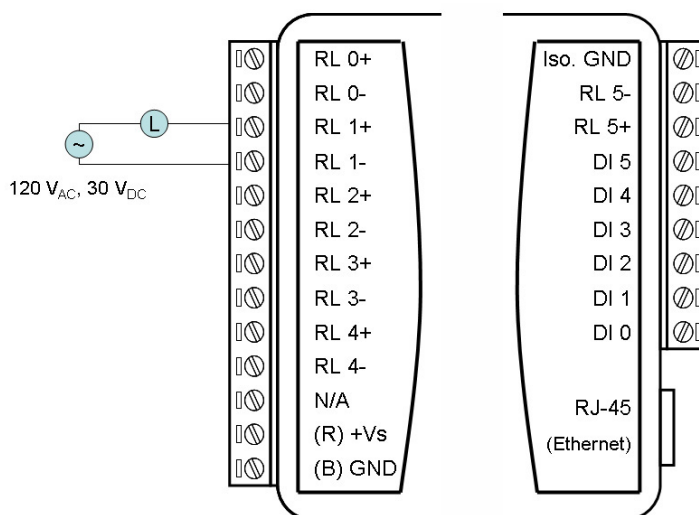 RL 0+
RL 0-
RL 1+
RL 1-
RL 2+
RL 2-
RL 3+
RL 3-
RL 4+
RL 4-
N/A
(R) +Vs
(B) GND
L
~
120 VAC, 30 VDC
Iso. GND
RL 5-
RL 5+
DI 5
DI 4
DI 3
DI 2
DI 1
DI 0
RJ-45
(Ethernet)